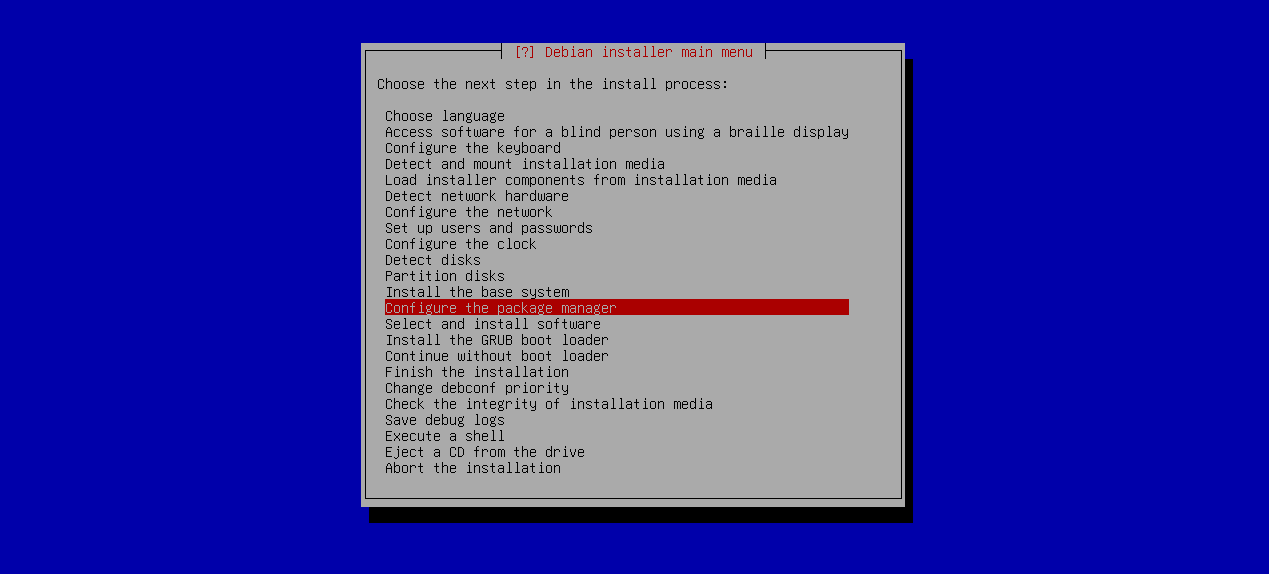 [?] Debian installer main menu
Choose the next step in the install process:
Choose language
Access software for a blind person using a braille display
Configure the keyboard
Detect and mount installation media
Load installer components from installation media
Detect network hardware
Configure the network
Set up users and passwords
Configure the clock
Detect disks
Partition disks
Install the base system
Configure the package manager
Select and install software
Install the GRUB boot loader
Continue without boot loader
Finish the installation
Change debconf priority
Check the integrity of installation media
Save debug logs
Execute a shell
Eject a CD from the drive
Abort the installation